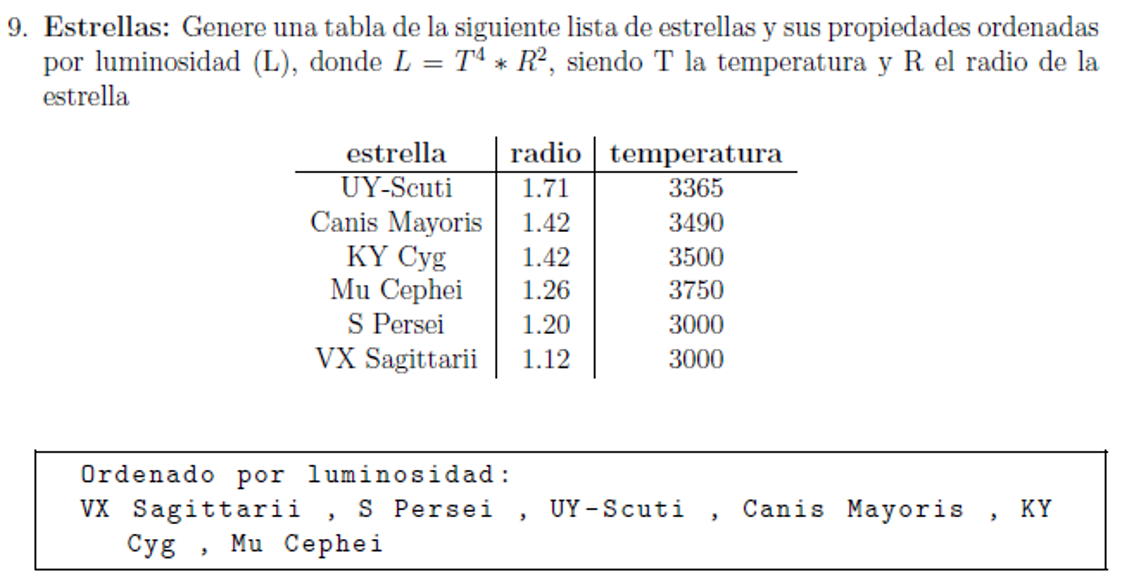 9. Estrellas: Genere una tabla de la siguiente lista de estrellas y sus propiedades ordenadas
por luminosidad (L), donde L = T⁴ * R², siendo T la temperatura y R el radio de la
estrella
estrella radio temperatura
UY-Scuti 1.71 3365
Canis Mayoris 1.42 3490
KY Cyg 1.42 3500
Mu Cephei 1.26 3750
S Persei 1.20 3000
VX Sagittarii 1.12 3000
Ordenado por luminosidad:
VX Sagittarii , S Persei , UY-Scuti , Canis Mayoris , KY
Cyg , Mu Cephei